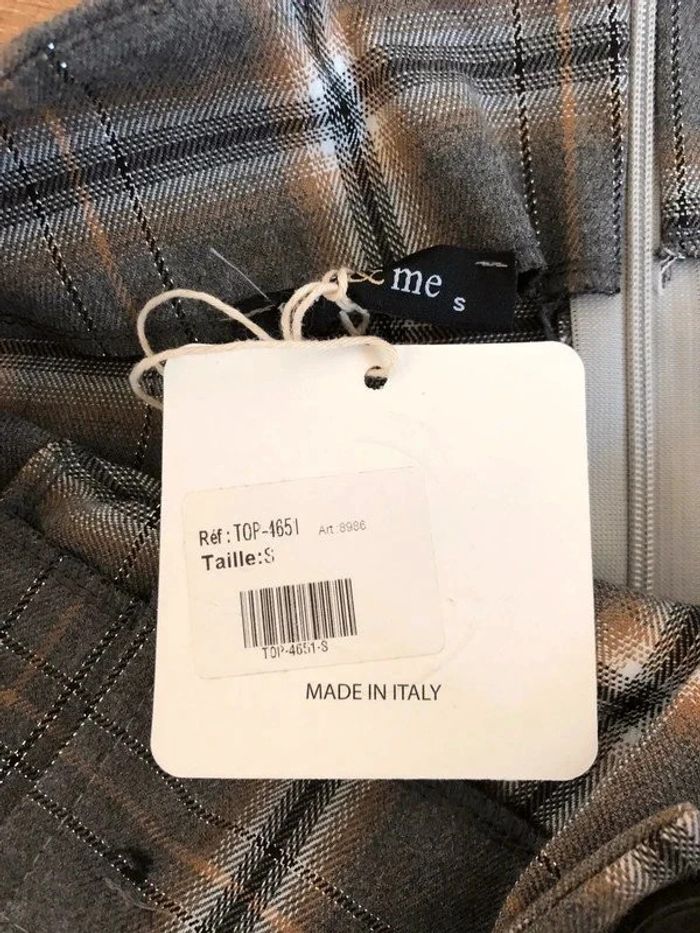 me
S
Réf : TOP-4651 Art:8986
Taille:S
TOP-4651-S
MADE IN ITALY